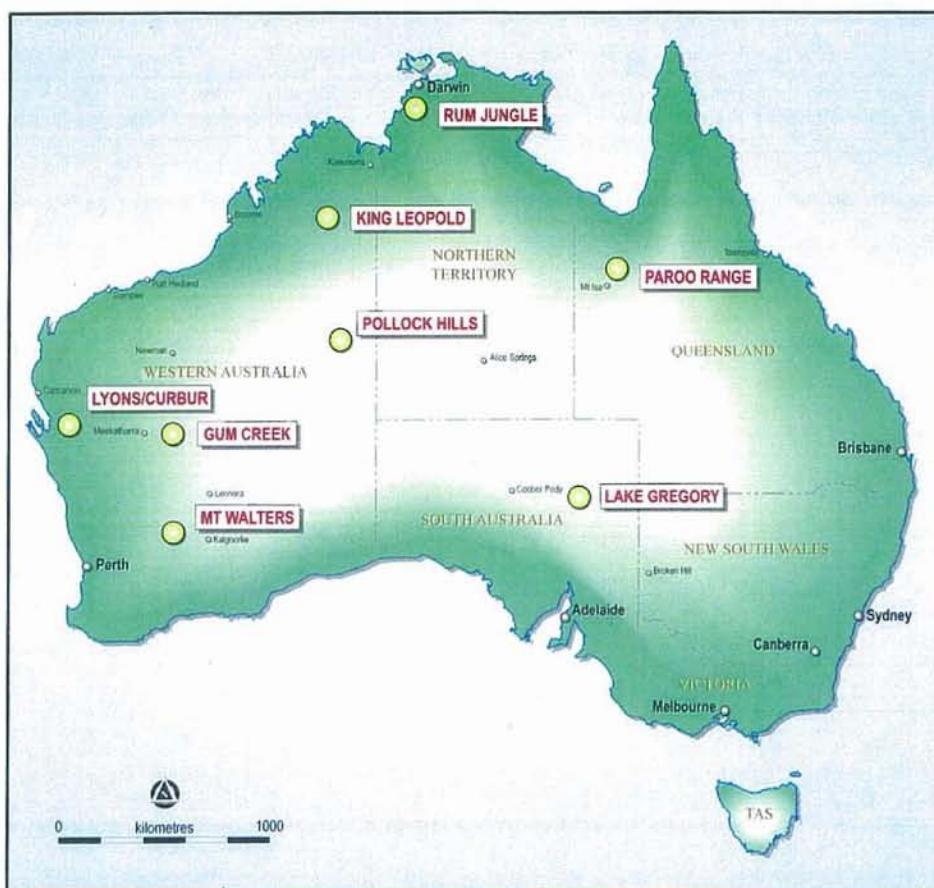 Darwin
RUM JUNGLE
Kununurra
KING LEOPOLD
Broome
NORTHERN
TERRITORY
PAROO RANGE
Townsville
Mt Isa
Port Hedland
POLLOCK HILLS
QUEENSLAND
Newman
Alice Springs
WESTERN AUSTRALIA
Carnarvon
LYONS/CURBUR
Meekatharra
GUM CREEK
Brisbane
Leonora
Coober Pedy
LAKE GREGORY
MT WALTERS
SOUTH AUSTRALIA
Kalgoorlie
NEW SOUTH WALES
Perth
Broken Hill
Adelaide
Sydney
Canberra
VICTORIA
Melbourne
0 kilometres 1000
TAS